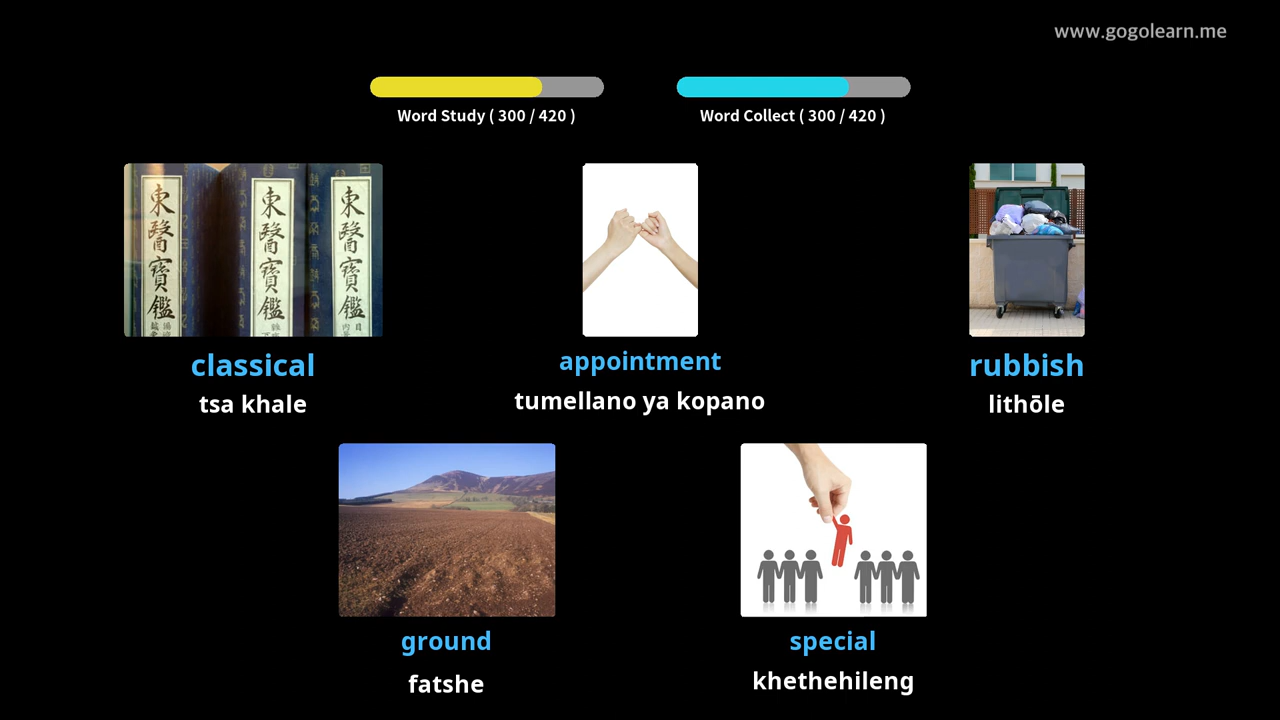 www.gogolearn.me
Word Study ( 300 / 420 )
Word Collect ( 300 / 420 )
東醫寶鑑
東醫寶鑑
東醫寶鑑
classical
tsa khale
appointment
tumellano ya kopano
rubbish
lithōle
ground
fatshe
special
khethehileng